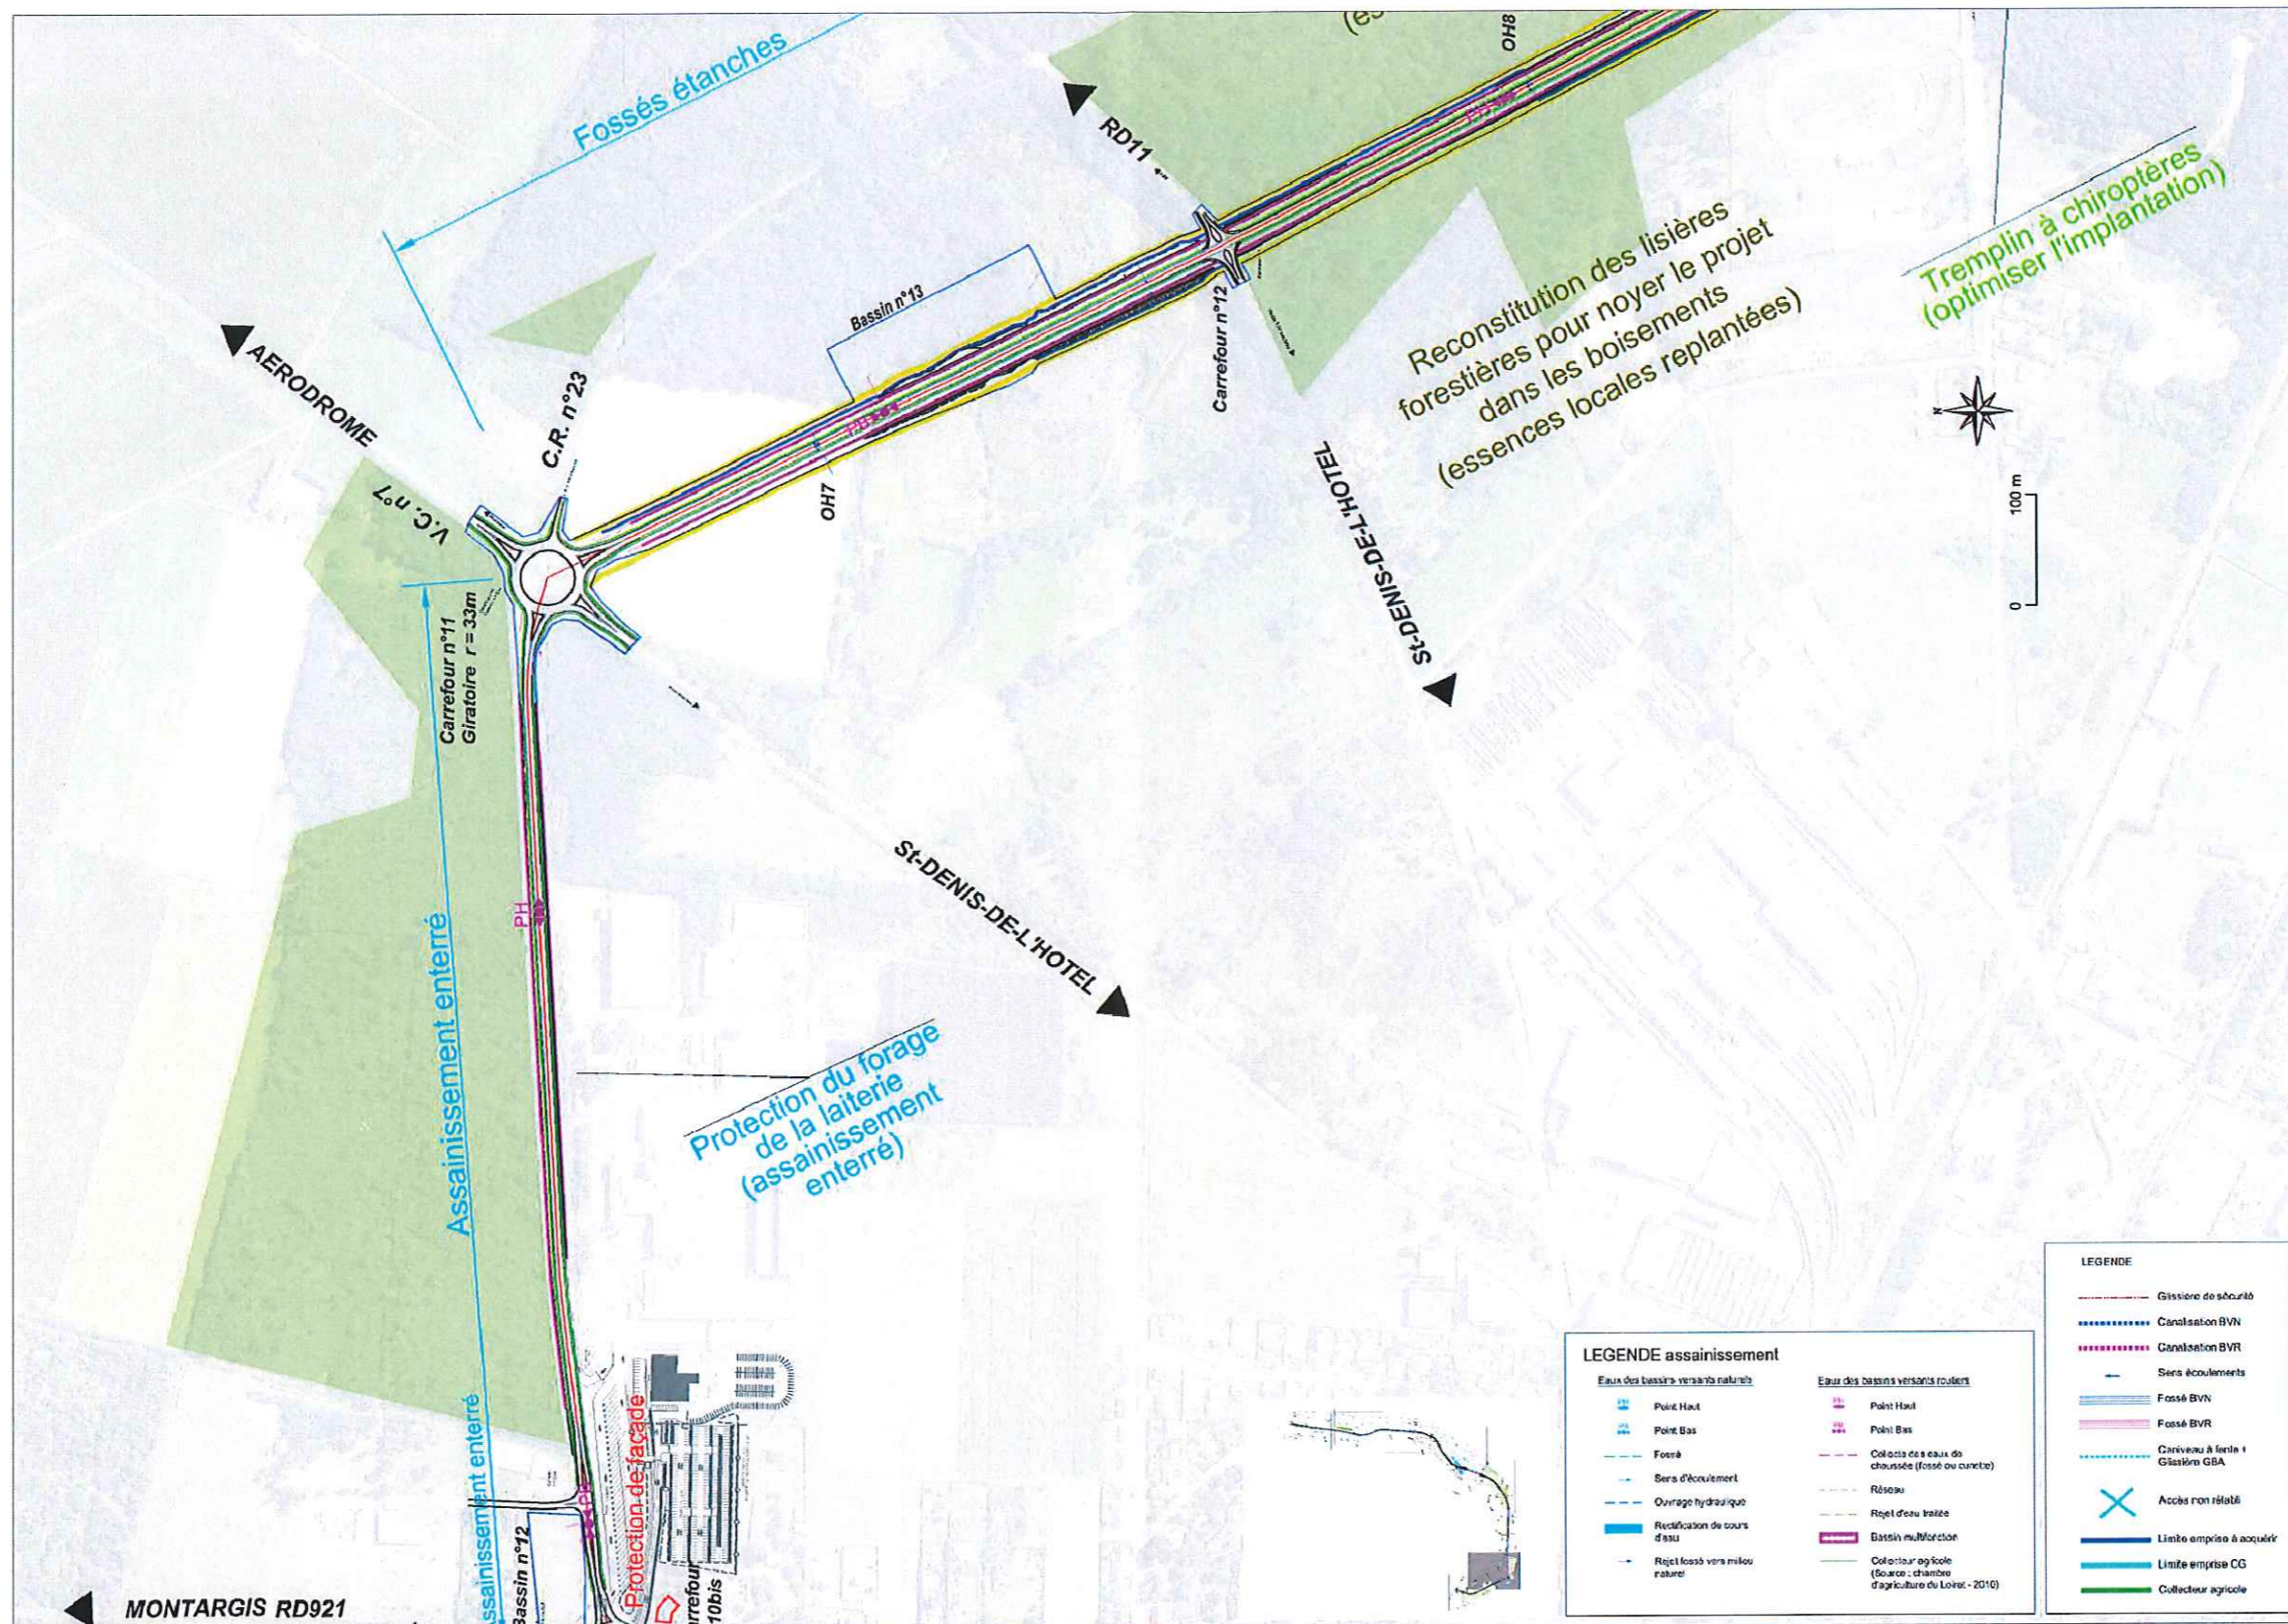 Fossés étanches
(es
OH8
RD11
Tremplin à chiroptères
(optimiser l'implantation)
Reconstitution des lisières
forestières pour noyer le projet
dans les boisements
(essences locales replantées)
Bassin n°13
Carrefour n°12
AERODROME
C.R. n°23
V.C. n°7
PB
OH7
PH
N
100 m
0
St-DENIS-DE-L'HOTEL
Carrefour n°11
Giratoire r = 33m
St-DENIS-DE-L'HOTEL
PH
Assainissement enterré
Protection du forage
de la laiterie
(assainissement
enterré)
Assainissement enterré
Bassin n°12
Protection de façade
10bis
MONTARGIS RD921
LEGENDE assainissement
Eaux des bassins versants naturels
Point Haut
Point Bas
Fossé
Sens d'écoulement
Ouvrage hydraulique
Rectification de cours
d'eau
Rejet fossé vers milieu
naturel
Eaux des bassins versants routiers
Point Haut
Point Bas
Collecte des eaux de
chaussée (fossé ou cunette)
Réseau
Rejet d'eau traitée
Bassin multifonction
Collecteur agricole
(Source : chambre
d'agriculture du Loiret - 2010)
LEGENDE
Glissière de sécurité
Canalisation BVN
Canalisation BVR
Sens écoulements
Fossé BVN
Fossé BVR
Caniveau à fente +
Glissière GBA
Accès non rétabli
Limite emprise à acquérir
Limite emprise CG
Collecteur agricole